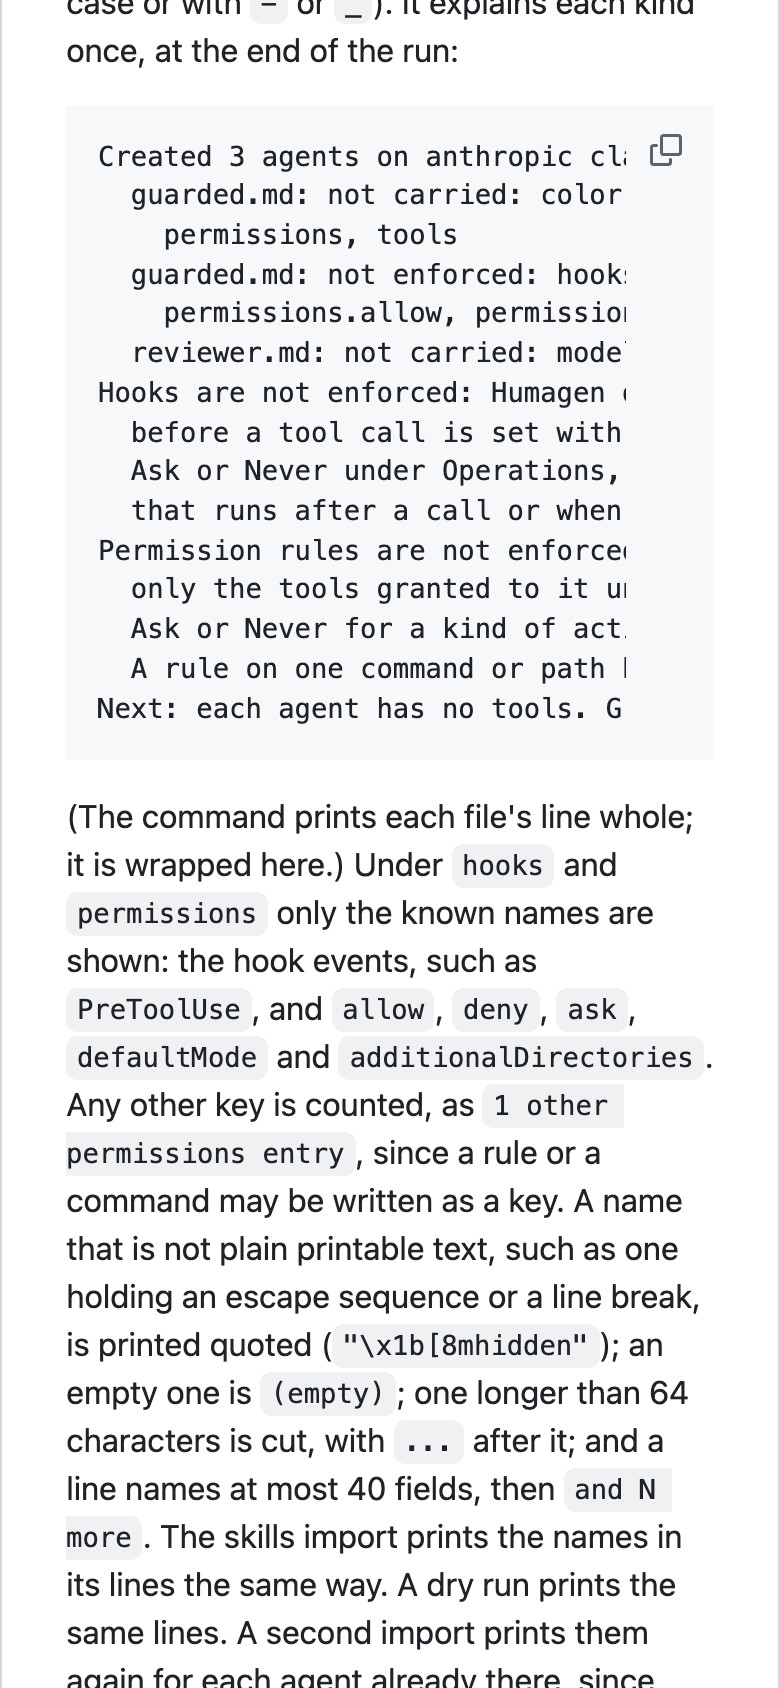 case or with - or _ ). It explains each kind
once, at the end of the run:
Created 3 agents on anthropic
guarded.md: not carried: color
permissions, tools
guarded.md: not enforced: hooks
permissions.allow,
reviewer.md: not carried:
Hooks are not enforced: Humagen
before a tool call is set with
Ask or Never under Operations,
that runs after a call or when
Permission rules are not enforced
only the tools granted to it
Ask or Never for a kind of
A rule on one command or path
Next: each agent has no tools. G
(The command prints each file's line whole;
it is wrapped here.) Under hooks and
permissions only the known names are
shown: the hook events, such as
PreToolUse , and allow , deny , ask ,
defaultMode and additionalDirectories .
Any other key is counted, as 1 other
permissions entry , since a rule or a
command may be written as a key. A name
that is not plain printable text, such as one
holding an escape sequence or a line break,
is printed quoted ( "\x1b[8mhidden" ); an
empty one is (empty) ; one longer than 64
characters is cut, with ... after it; and a
line names at most 40 fields, then and N
more . The skills import prints the names in
its lines the same way. A dry run prints the
same lines. A second import prints them
again for each agent already there, since